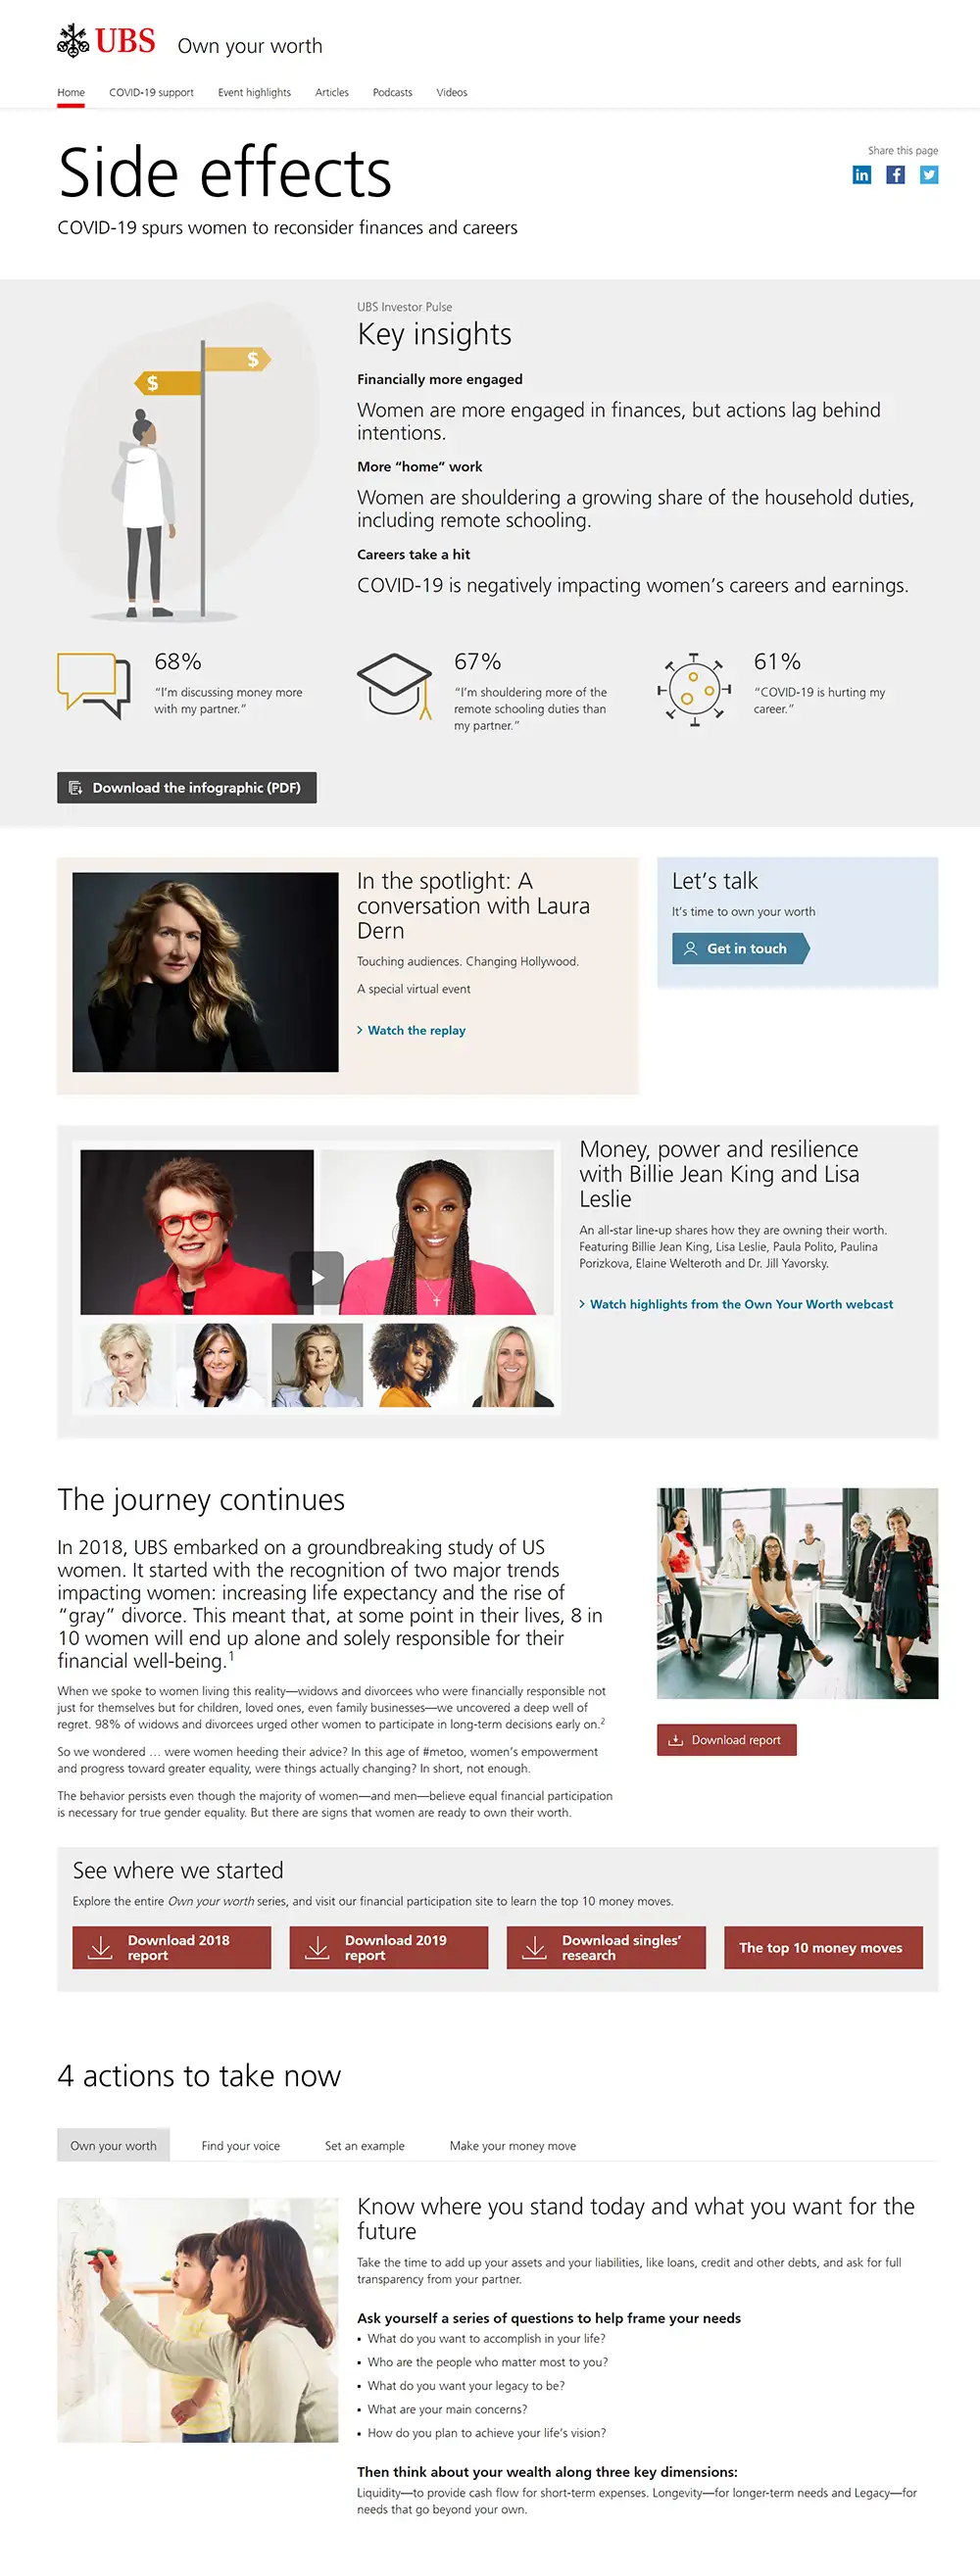 UBS Own your worth
Home COVID-19 support Event highlights Articles Podcasts Videos
Side effects
COVID-19 spurs women to reconsider finances and careers
Share this page
in f
$
$
UBS Investor Pulse
Key insights
Financially more engaged
Women are more engaged in finances, but actions lag behind
intentions.
More “home” work
Women are shouldering a growing share of the household duties,
including remote schooling.
Careers take a hit
COVID-19 is negatively impacting women’s careers and earnings.
68%
“I’m discussing money more
with my partner.”
67%
“I’m shouldering more of the
remote schooling duties than
my partner.”
61%
“COVID-19 is hurting my
career.”
Download the infographic (PDF)
In the spotlight: A
conversation with Laura
Dern
Touching audiences. Changing Hollywood.
A special virtual event
Watch the replay
Let’s talk
It’s time to own your worth
Get in touch
Money, power and resilience
with Billie Jean King and Lisa
Leslie
An all-star line-up shares how they are owning their worth.
Featuring Billie Jean King, Lisa Leslie, Paula Polito, Paulina
Porizkova, Elaine Welteroth and Dr. Jill Yavorsky.
Watch highlights from the Own Your Worth webcast
The journey continues
In 2018, UBS embarked on a groundbreaking study of US
women. It started with the recognition of two major trends
impacting women: increasing life expectancy and the rise of
“gray” divorce. This meant that, at some point in their lives, 8 in
10 women will end up alone and solely responsible for their
financial well-being.1
When we spoke to women living this reality—widows and divorcees who were financially responsible not
just for themselves but for children, loved ones, even family businesses—we uncovered a deep well of
regret. 98% of widows and divorcees urged other women to participate in long-term decisions early on.2
So we wondered … were women heeding their advice? In this age of #metoo, women’s empowerment
and progress toward greater equality, were things actually changing? In short, not enough.
The behavior persists even though the majority of women—and men—believe equal financial participation
is necessary for true gender equality. But there are signs that women are ready to own their worth.
Download report
See where we started
Explore the entire Own your worth series, and visit our financial participation site to learn the top 10 money moves.
Download 2018
report
Download 2019
report
Download singles’
research
The top 10 money moves
4 actions to take now
Own your worth Find your voice Set an example Make your money move
Know where you stand today and what you want for the
future
Take the time to add up your assets and your liabilities, like loans, credit and other debts, and ask for full
transparency from your partner.
Ask yourself a series of questions to help frame your needs
▪ What do you want to accomplish in your life?
▪ Who are the people who matter most to you?
▪ What do you want your legacy to be?
▪ What are your main concerns?
▪ How do you plan to achieve your life’s vision?
Then think about your wealth along three key dimensions:
Liquidity—to provide cash flow for short-term expenses. Longevity—for longer-term needs and Legacy—for
needs that go beyond your own.